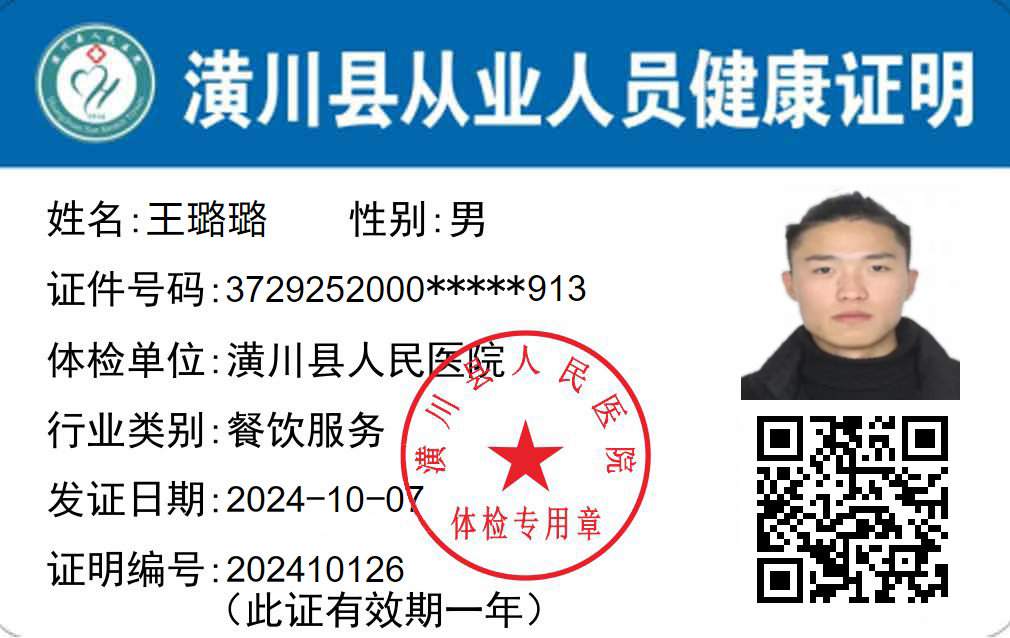 潢川县从业人员健康证明
姓名:王璐璐 性别:男
证件号码:3729252000*****913
体检单位:潢川县人民医院
行业类别:餐饮服务
发证日期:2024-10-07
证明编号:202410126
(此证有效期一年)
潢川县人民医院
体检专用章